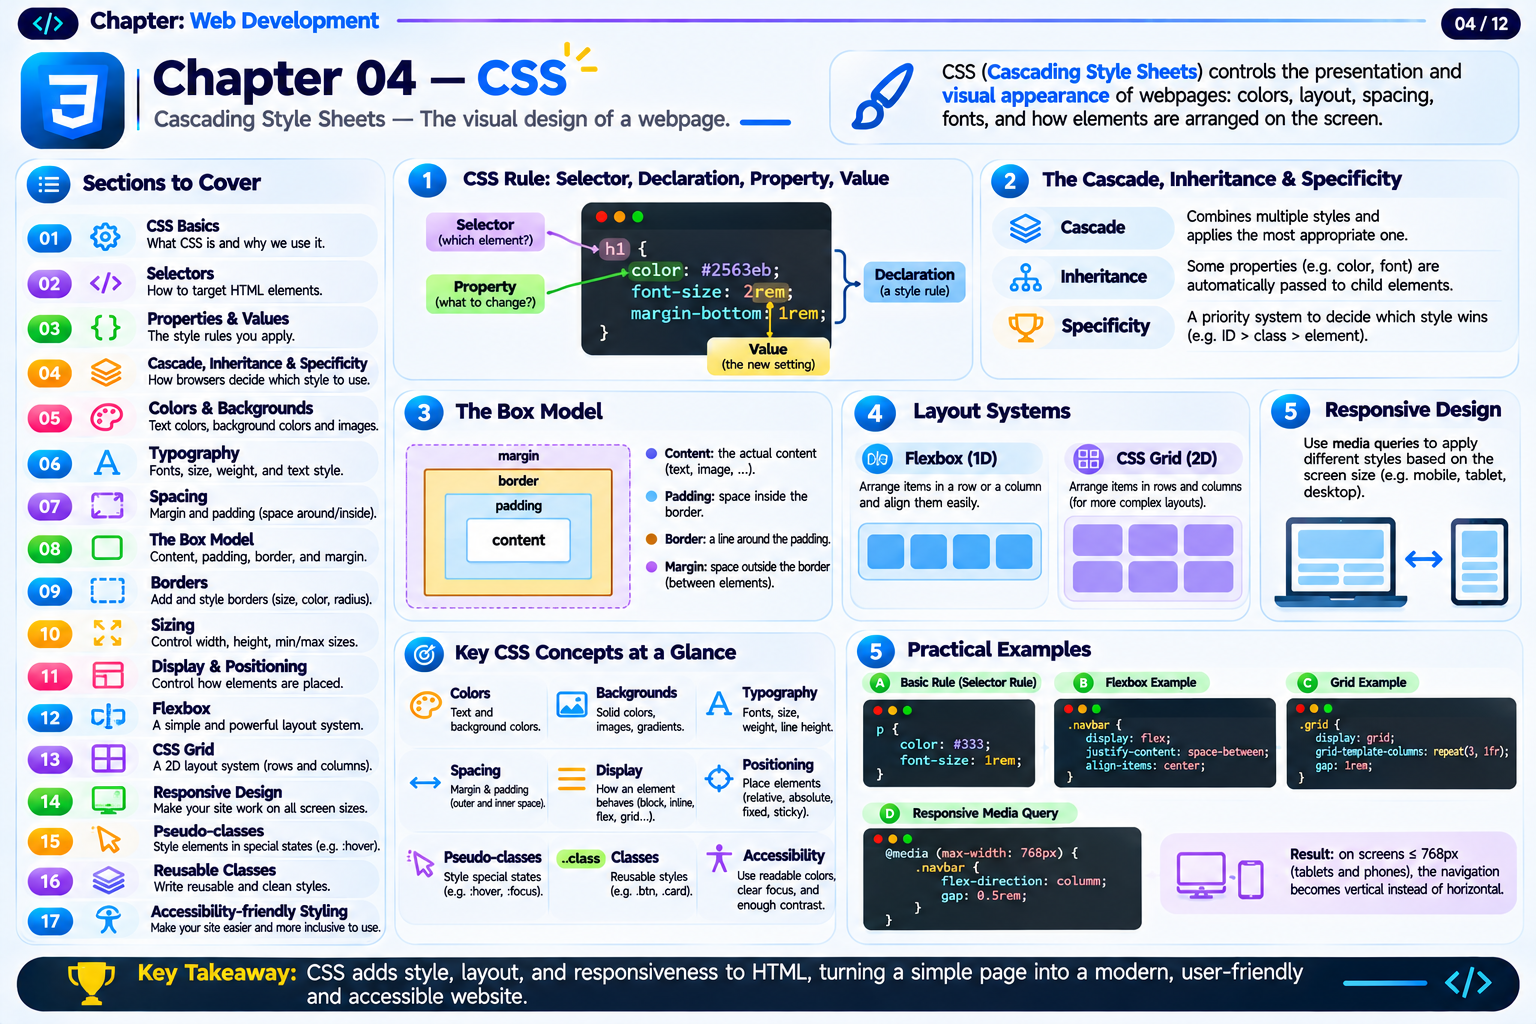 </> Chapter: Web Development
04 / 12
Chapter 04 — CSS
Cascading Style Sheets — The visual design of a webpage.
CSS (Cascading Style Sheets) controls the presentation and
visual appearance of webpages: colors, layout, spacing,
fonts, and how elements are arranged on the screen.
Sections to Cover
01
CSS Basics
What CSS is and why we use it.
02
</>
Selectors
How to target HTML elements.
03
{ }
Properties & Values
The style rules you apply.
04
Cascade, Inheritance & Specificity
How browsers decide which style to use.
05
Colors & Backgrounds
Text colors, background colors and images.
06
A
Typography
Fonts, size, weight, and text style.
07
Spacing
Margin and padding (space around/inside).
08
The Box Model
Content, padding, border, and margin.
09
Borders
Add and style borders (size, color, radius).
10
Sizing
Control width, height, min/max sizes.
11
Display & Positioning
Control how elements are placed.
12
Flexbox
A simple and powerful layout system.
13
CSS Grid
A 2D layout system (rows and columns).
14
Responsive Design
Make your site work on all screen sizes.
15
Pseudo-classes
Style elements in special states (e.g. :hover).
16
Reusable Classes
Write reusable and clean styles.
17
Accessibility-friendly Styling
Make your site easier and more inclusive to use.
1
CSS Rule: Selector, Declaration, Property, Value
Selector
(which element?)
Property
(what to change?)
h1 {
color: #2563eb;
font-size: 2rem;
margin-bottom: 1rem;
}
Declaration
(a style rule)
Value
(the new setting)
2
The Cascade, Inheritance & Specificity
Cascade
Combines multiple styles and
applies the most appropriate one.
Inheritance
Some properties (e.g. color, font) are
automatically passed to child elements.
Specificity
A priority system to decide which style wins
(e.g. ID > class > element).
3
The Box Model
margin
border
padding
content
Content: the actual content
(text, image, ...).
Padding: space inside the
border.
Border: a line around the padding.
Margin: space outside the border
(between elements).
4
Layout Systems
Flexbox (1D)
Arrange items in a row or a column
and align them easily.
CSS Grid (2D)
Arrange items in rows and columns
(for more complex layouts).
5
Responsive Design
Use media queries to apply
different styles based on the
screen size (e.g. mobile, tablet,
desktop).
Key CSS Concepts at a Glance
Colors
Text and
background colors.
Backgrounds
Solid colors,
images, gradients.
A
Typography
Fonts, size,
weight, line height.
Spacing
Margin & padding
(outer and inner space).
Display
How an element
behaves (block, inline,
flex, grid...).
Positioning
Place elements
(relative, absolute,
fixed, sticky).
Pseudo-classes
Style special states
(e.g. :hover, :focus).
..class
Classes
Reusable styles
(e.g. .btn, .card).
Accessibility
Use readable colors,
clear focus, and
enough contrast.
5
Practical Examples
A Basic Rule (Selector Rule)
p {
color: #333;
font-size: 1rem;
}
B Flexbox Example
.navbar {
display: flex;
justify-content: space-between;
align-items: center;
}
C Grid Example
.grid {
display: grid;
grid-template-columns: repeat(3, 1fr);
gap: 1rem;
}
D Responsive Media Query
@media (max-width: 768px) {
.navbar {
flex-direction: columm;
gap: 0.5rem;
}
}
Result: on screens ≤ 768px
(tablets and phones), the navigation
becomes vertical instead of horizontal.
Key Takeaway: CSS adds style, layout, and responsiveness to HTML, turning a simple page into a modern, user-friendly
and accessible website.
</>